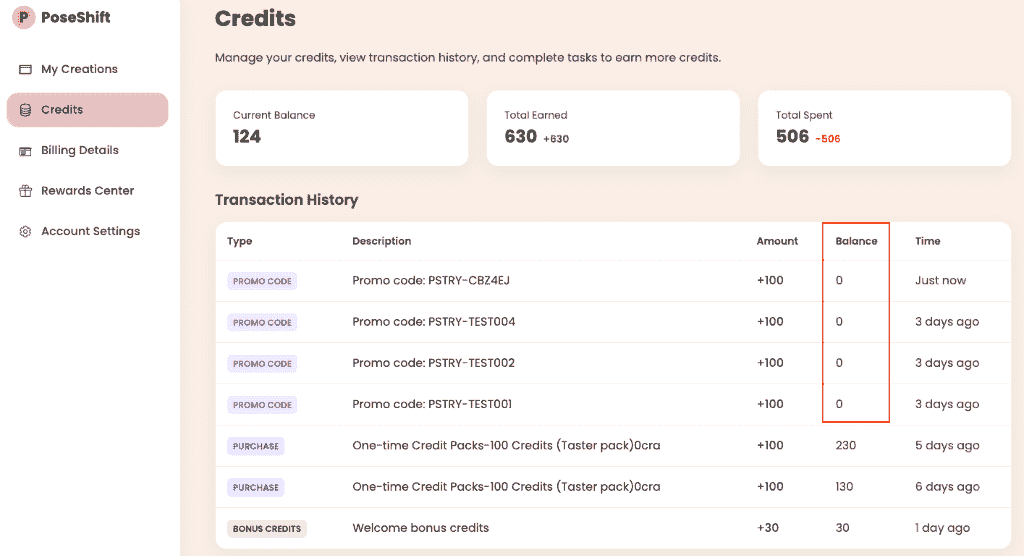 P PoseShift
My Creations
Credits
Billing Details
Rewards Center
Account Settings
Credits
Manage your credits, view transaction history, and complete tasks to earn more credits.
Current Balance
124
Total Earned
630 +630
Total Spent
506 -506
Transaction History
Type Description Amount Balance Time
PROMO CODE Promo code: PSTRY-CBZ4EJ +100 0 Just now
PROMO CODE Promo code: PSTRY-TEST004 +100 0 3 days ago
PROMO CODE Promo code: PSTRY-TEST002 +100 0 3 days ago
PROMO CODE Promo code: PSTRY-TEST001 +100 0 3 days ago
PURCHASE One-time Credit Packs-100 Credits (Taster pack)0cra +100 230 5 days ago
PURCHASE One-time Credit Packs-100 Credits (Taster pack)0cra +100 130 6 days ago
BONUS CREDITS Welcome bonus credits +30 30 1 day ago